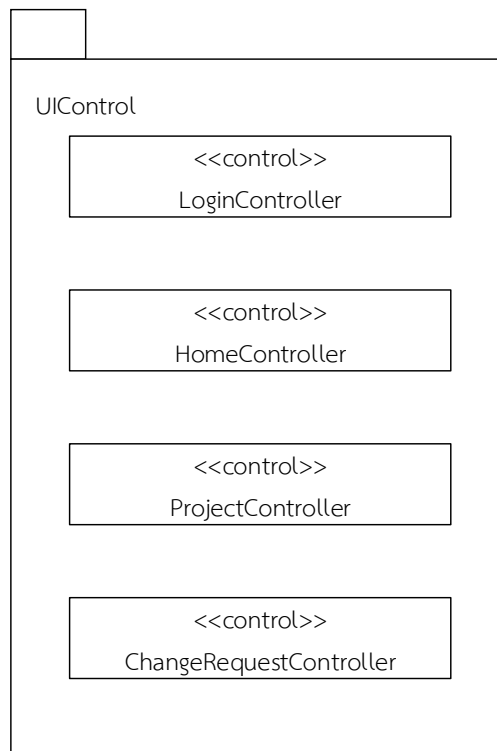 UIControl
<<control>>
LoginController
<<control>>
HomeController
<<control>>
ProjectController
<<control>>
ChangeRequestController